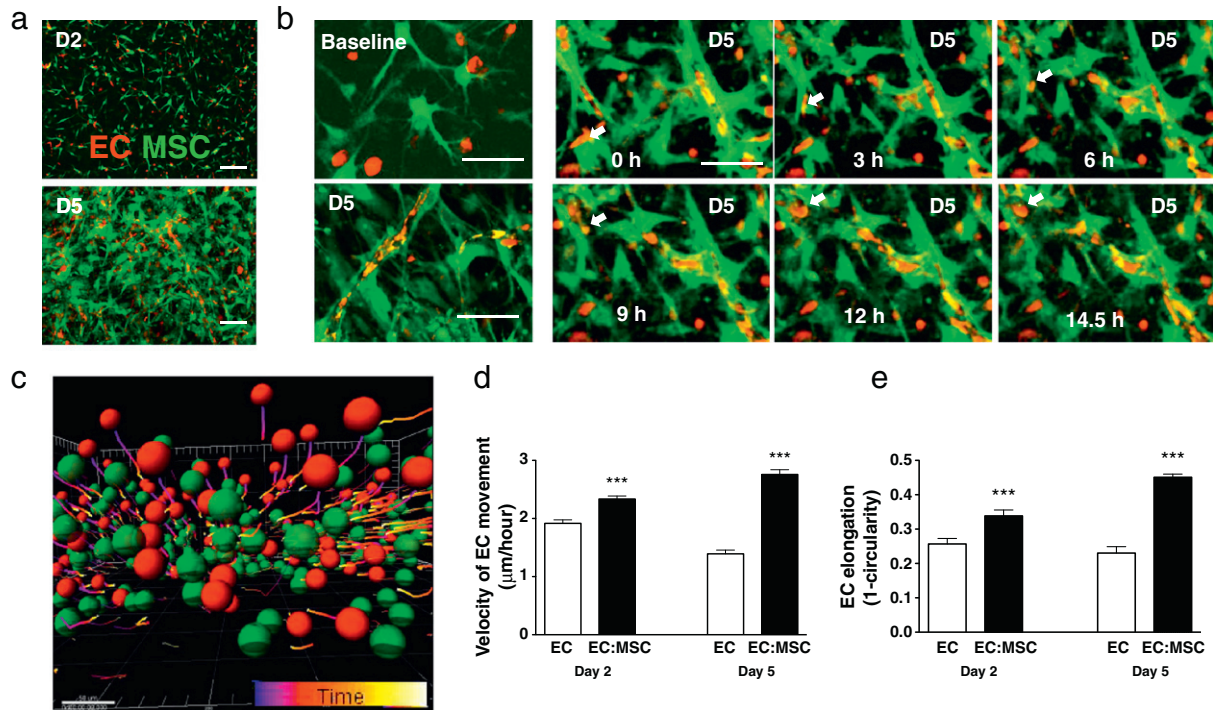 a
D2
EC MSC
D5
b
Baseline
D5
D5
0 h
D5
3 h
D5
6 h
D5
9 h
D5
12 h
D5
14.5 h
c
Time
d
Velocity of EC movement
(μm/hour)
3
2
1
0
***
***
EC EC:MSC EC EC:MSC
Day 2 Day 5
e
EC elongation
(1-circularity)
0.5
0.4
0.3
0.2
0.1
0.0
***
***
EC EC:MSC EC EC:MSC
Day 2 Day 5